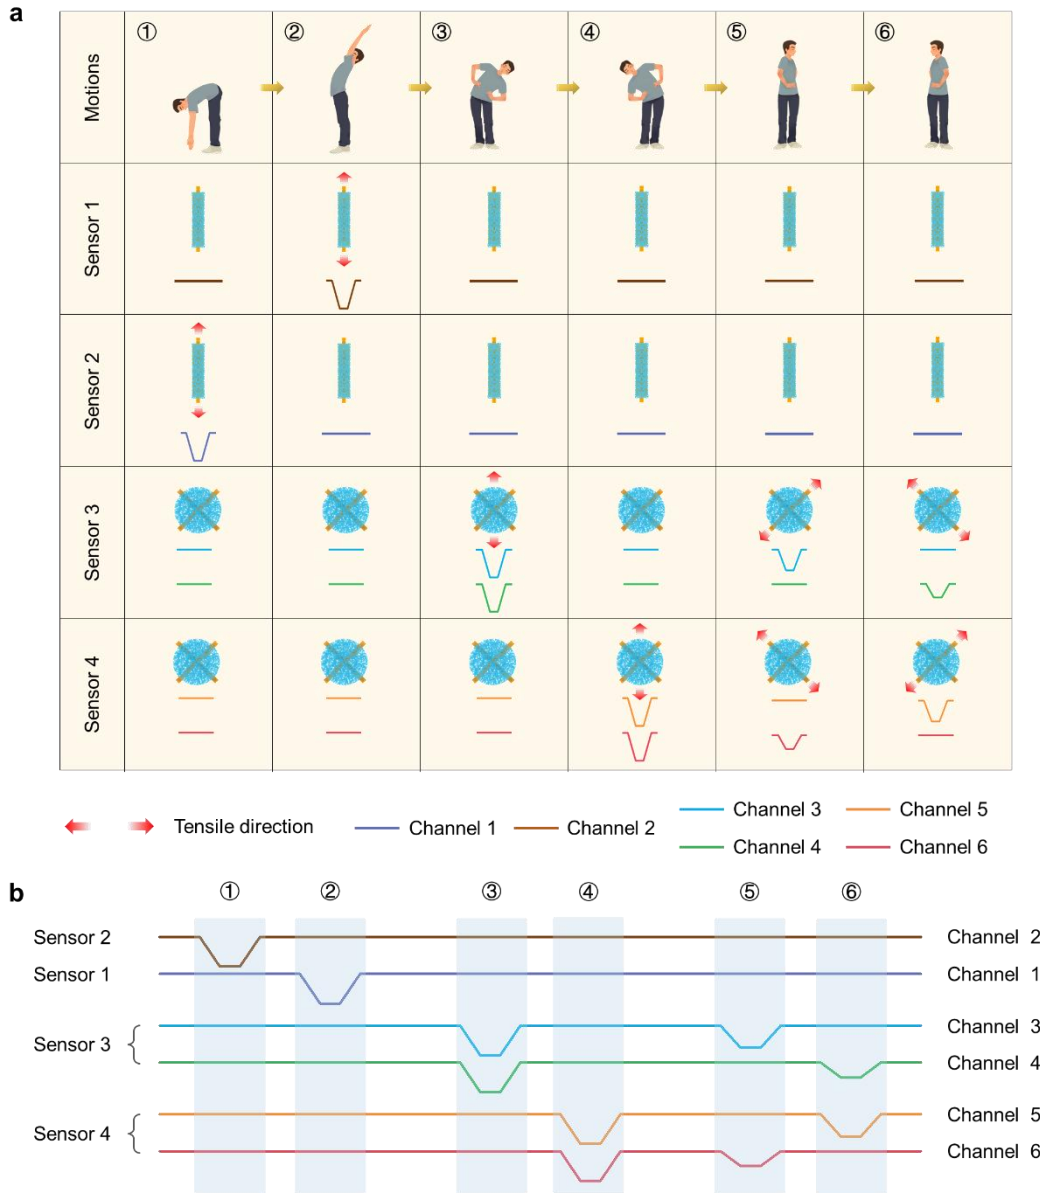 a
Motions
① ② ③ ④ ⑤ ⑥
Sensor 1
Sensor 2
Sensor 3
Sensor 4
Tensile direction
Channel 1
Channel 2
Channel 3
Channel 5
Channel 4
Channel 6
b
① ② ③ ④ ⑤ ⑥
Sensor 2
Channel 2
Sensor 1
Channel 1
Sensor 3
Channel 3
Channel 4
Sensor 4
Channel 5
Channel 6